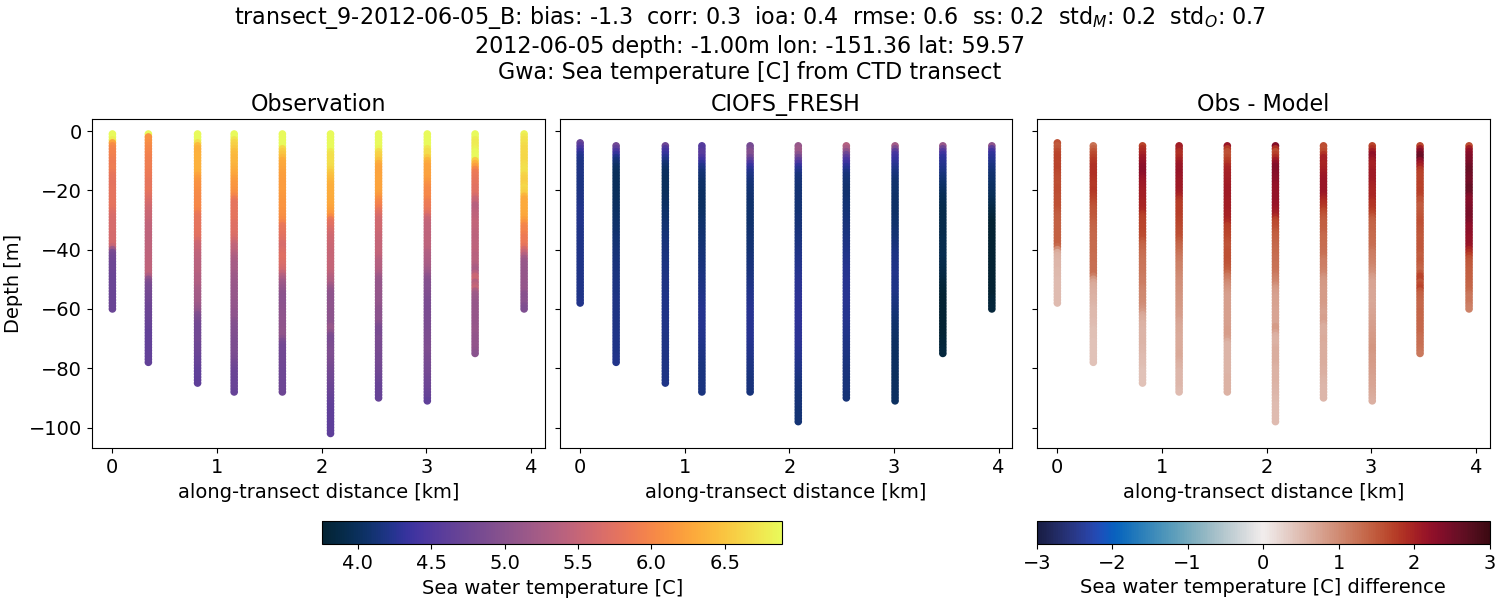 transect_9-2012-06-05_B: bias: -1.3 corr: 0.3 ioa: 0.4 rmse: 0.6 ss: 0.2 std_M: 0.2 std_O: 0.7
2012-06-05 depth: -1.00m lon: -151.36 lat: 59.57
Gwa: Sea temperature [C] from CTD transect
Observation CIOFS_FRESH Obs - Model
Depth [m]
0
−20
−40
−60
−80
−100
0 1 2 3 4 0 1 2 3 4 0 1 2 3 4
along-transect distance [km] along-transect distance [km] along-transect distance [km]
4.0 4.5 5.0 5.5 6.0 6.5 −3 −2 −1 0 1 2 3
Sea water temperature [C] Sea water temperature [C] difference